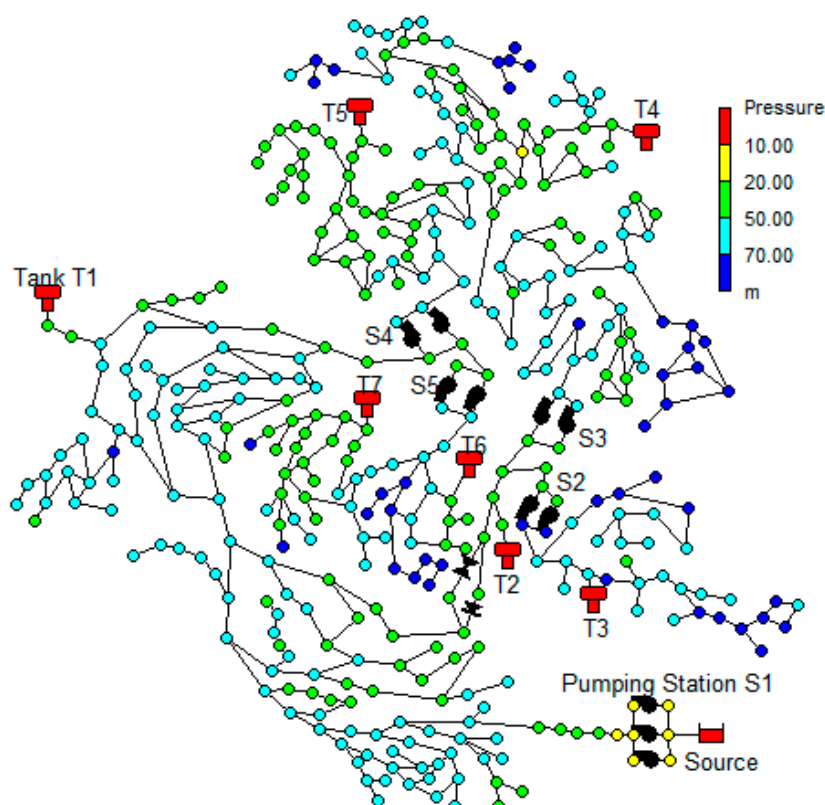 T5
T4
Pressure
10.00
20.00
50.00
70.00
m
Tank T1
S4
S5
T7
S3
T6
S2
T2
T3
Pumping Station S1
Source